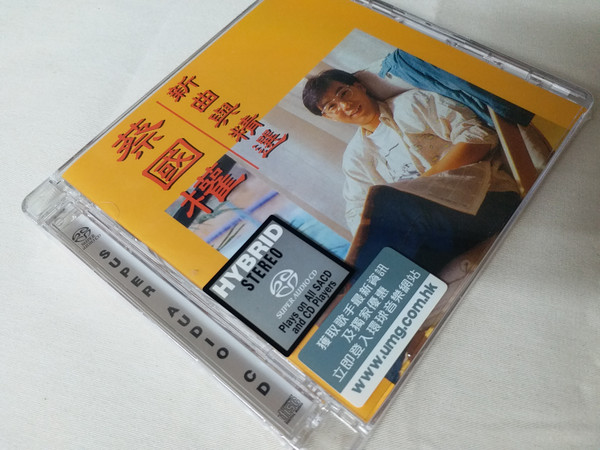 新曲與精選
蔡國權
HYBRID
STEREO
SUPER AUDIO CD
Plays on All SACD
and CD Players
獲取歌手最新資訊
及獨家優惠
立即登入環球音樂網站
www.umg.com.hk
SUPER AUDIO CD